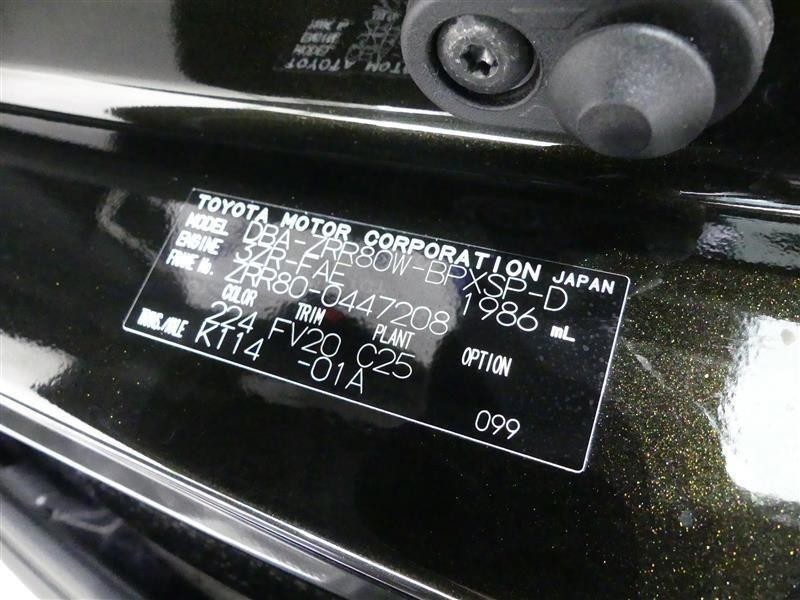 TOYOTA MOTOR CORPORATION JAPAN
MODEL DBA-ZRR80W-BPXSP-D
ENGINE 3ZR-FAE 1986 mL
FRAME No. ZRR80-0447208
COLOR TRIM PLANT OPTION
224 FV20 C25
TRANS./AXLE K114 -01A 099